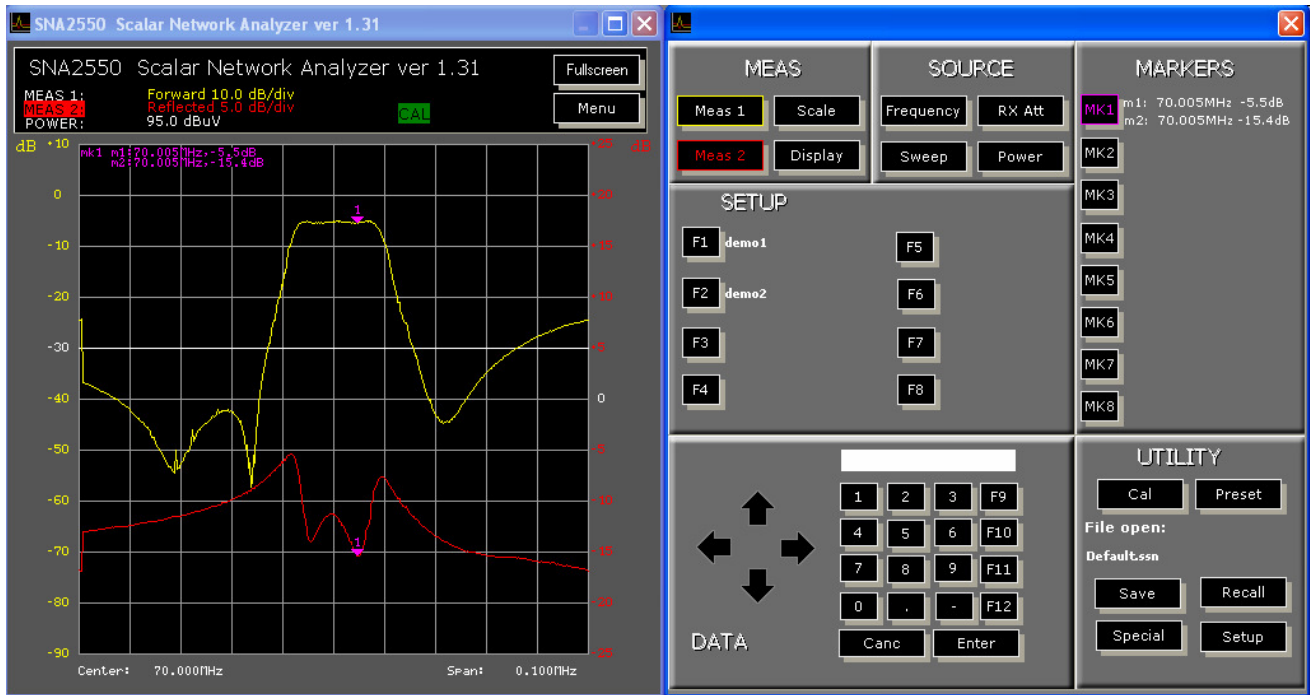 SNA2550 Scalar Network Analyzer ver 1.31
SNA2550 Scalar Network Analyzer ver 1.31
Fullscreen
MEAS 1: Forward 10.0 dB/div
MEAS 2: Reflected 5.0 dB/div
POWER: 95.0 dBuV
CAL
Menu
dB
+10
0
-10
-20
-30
-40
-50
-60
-70
-80
-90
mk1 m1:70.005MHz,-5.5dB
m2:70.005MHz,-15.4dB
1
1
+25
dB
+20
+15
+10
+5
0
-5
-10
-15
-20
-25
Center: 70.000MHz
Span: 0.100MHz
MEAS
Meas 1
Scale
Meas 2
Display
SOURCE
Frequency
RX Att
Sweep
Power
MARKERS
MK1 m1: 70.005MHz -5.5dB
m2: 70.005MHz -15.4dB
MK2
MK3
MK4
MK5
MK6
MK7
MK8
SETUP
F1 demo1
F2 demo2
F3
F4
F5
F6
F7
F8
DATA
1 2 3 F9
4 5 6 F10
7 8 9 F11
0 . - F12
Canc Enter
UTILITY
Cal Preset
File open:
Default.ssn
Save Recall
Special Setup